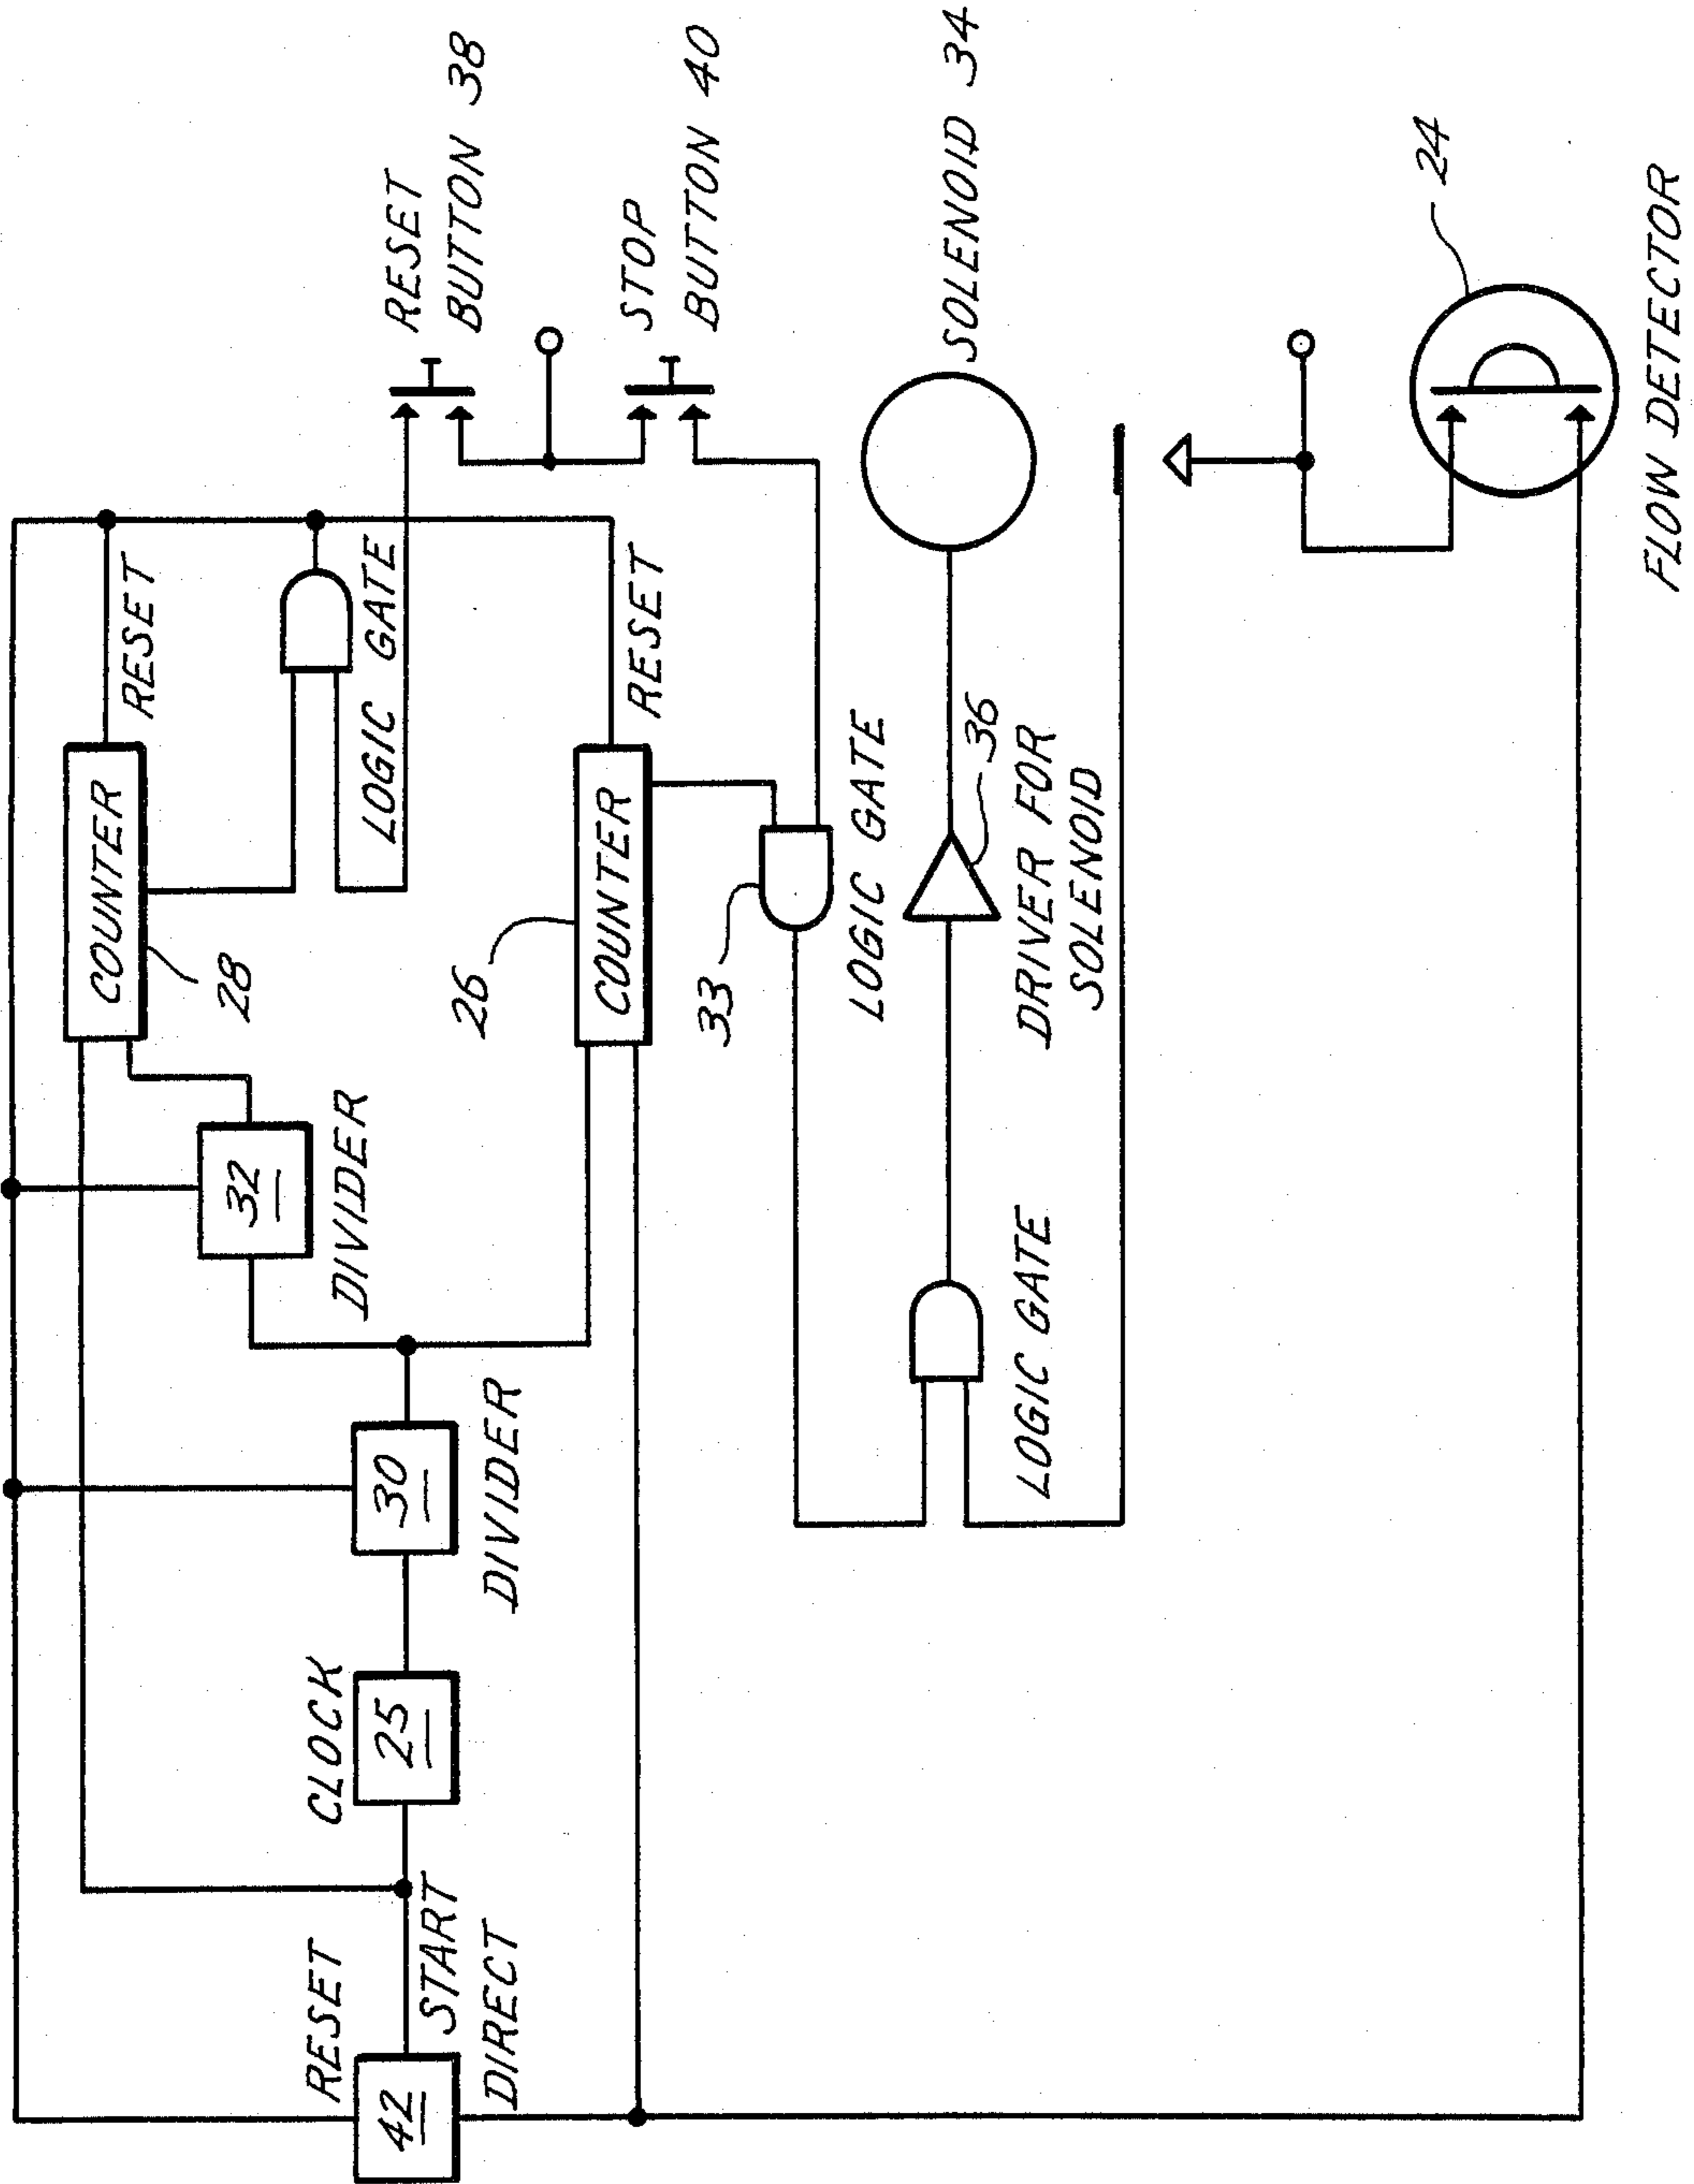 COUNTER
RESET
28
32
RESET
CLOCK
DIVIDER
LOGIC GATE
42
25
30
RESET
BUTTON 38
START
DIRECT
DIVIDER
26
COUNTER
RESET
STOP
BUTTON 40
33
LOGIC GATE
SOLENOID 34
36
LOGIC GATE
DRIVER FOR
SOLENOID
24
FLOW DETECTOR